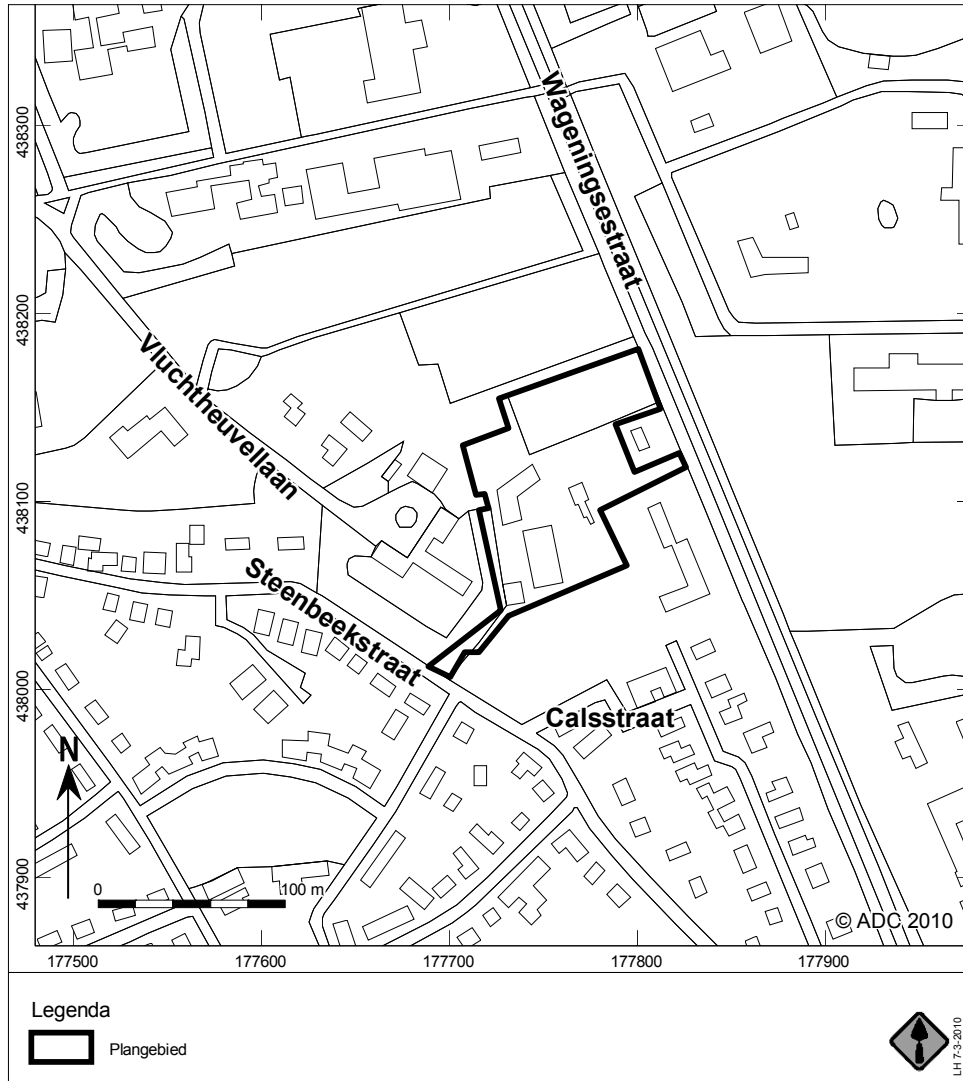 Wageningsestraat
438300
438200
Vluchtheuvellaan
438100
Steenbeekstraat
438000
Calsstraat
N
437900
0 100 m
© ADC 2010
177500 177600 177700 177800 177900
Legenda
Plangebied
LH 7-3-2010